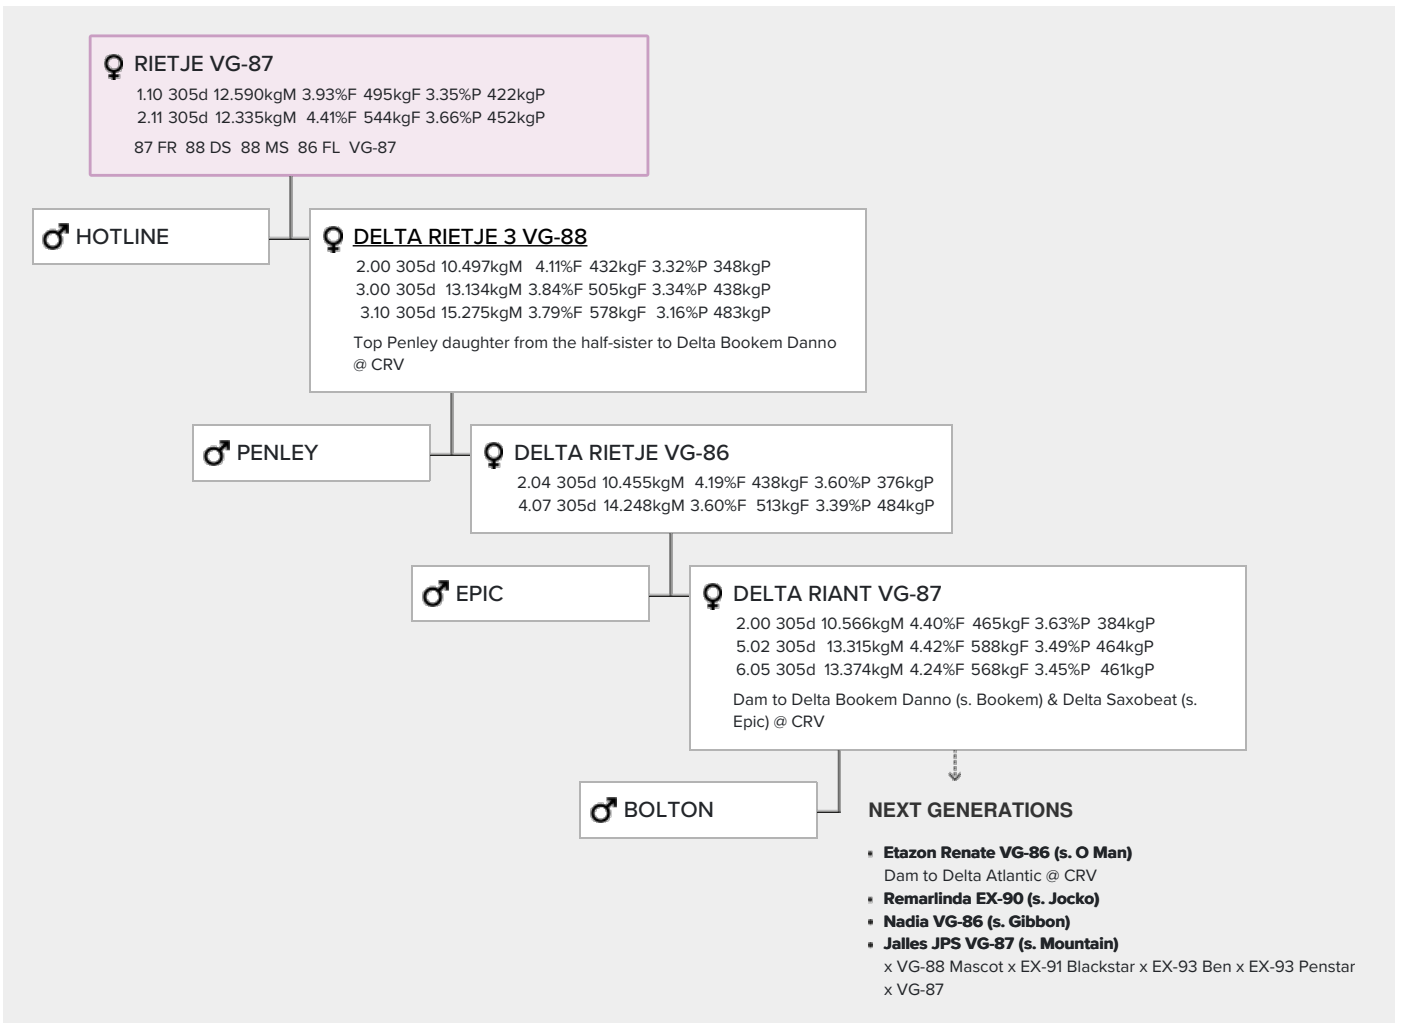 RIETJE VG-87
1.10 305d 12.590kgM 3.93%F 495kgF 3.35%P 422kgP
2.11 305d 12.335kgM 4.41%F 544kgF 3.66%P 452kgP
87 FR 88 DS 88 MS 86 FL VG-87
HOTLINE
DELTA RIETJE 3 VG-88
2.00 305d 10.497kgM 4.11%F 432kgF 3.32%P 348kgP
3.00 305d 13.134kgM 3.84%F 505kgF 3.34%P 438kgP
3.10 305d 15.275kgM 3.79%F 578kgF 3.16%P 483kgP
Top Penley daughter from the half-sister to Delta Bookem Danno
@ CRV
PENLEY
DELTA RIETJE VG-86
2.04 305d 10.455kgM 4.19%F 438kgF 3.60%P 376kgP
4.07 305d 14.248kgM 3.60%F 513kgF 3.39%P 484kgP
EPIC
DELTA RIANT VG-87
2.00 305d 10.566kgM 4.40%F 465kgF 3.63%P 384kgP
5.02 305d 13.315kgM 4.42%F 588kgF 3.49%P 464kgP
6.05 305d 13.374kgM 4.24%F 568kgF 3.45%P 461kgP
Dam to Delta Bookem Danno (s. Bookem) & Delta Saxobeat (s.
Epic) @ CRV
BOLTON
NEXT GENERATIONS
Etazon Renate VG-86 (s. O Man)
Dam to Delta Atlantic @ CRV
Remarlinda EX-90 (s. Jocko)
Nadia VG-86 (s. Gibbon)
Jalles JPS VG-87 (s. Mountain)
x VG-88 Mascot x EX-91 Blackstar x EX-93 Ben x EX-93 Penstar
x VG-87